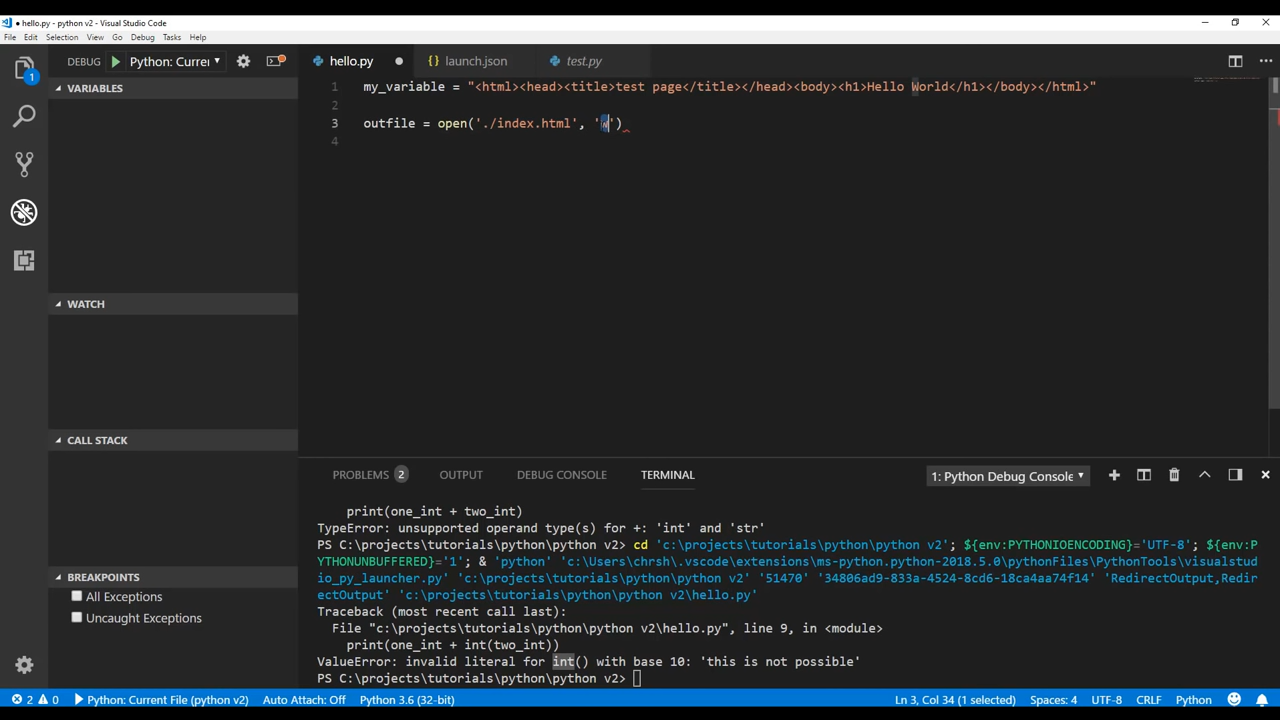 ● hello.py - python v2 - Visual Studio Code
File Edit Selection View Go Debug Tasks Help
1
DEBUG Python: Currei
hello.py
{ } launch.json
test.py
VARIABLES
WATCH
CALL STACK
BREAKPOINTS
All Exceptions
Uncaught Exceptions
1 my_variable = "<html><head><title>test page</title></head><body><h1>Hello World</h1></body></html>"
2
3 outfile = open('./index.html', 'w')
4
PROBLEMS 2 OUTPUT DEBUG CONSOLE TERMINAL 1: Python Debug Console
print(one_int + two_int)
TypeError: unsupported operand type(s) for +: 'int' and 'str'
PS C:\projects\tutorials\python\python v2> cd 'c:\projects\tutorials\python\python v2'; ${env:PYTHONIOENCODING}='UTF-8'; ${env:P
YTHONUNBUFFERED}='1'; & 'python' 'c:\Users\chrsh\.vscode\extensions\ms-python.python-2018.5.0\pythonFiles\PythonTools\visualstud
io_py_launcher.py' 'c:\projects\tutorials\python\python v2' '51470' '34806ad9-833a-4524-8cd6-18ca4aa74f14' 'RedirectOutput,Redir
ectOutput' 'c:\projects\tutorials\python\python v2\hello.py'
Traceback (most recent call last):
File "c:\projects\tutorials\python\python v2\hello.py", line 9, in <module>
print(one_int + int(two_int))
ValueError: invalid literal for int() with base 10: 'this is not possible'
PS C:\projects\tutorials\python\python v2>
2 0 Python: Current File (python v2) Auto Attach: Off Python 3.6 (32-bit) Ln 3, Col 34 (1 selected) Spaces: 4 UTF-8 CRLF Python